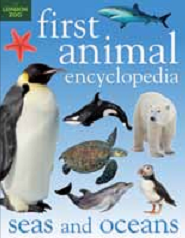 LONDON ZOO
first
animal
encyclopedia
seas and oceans